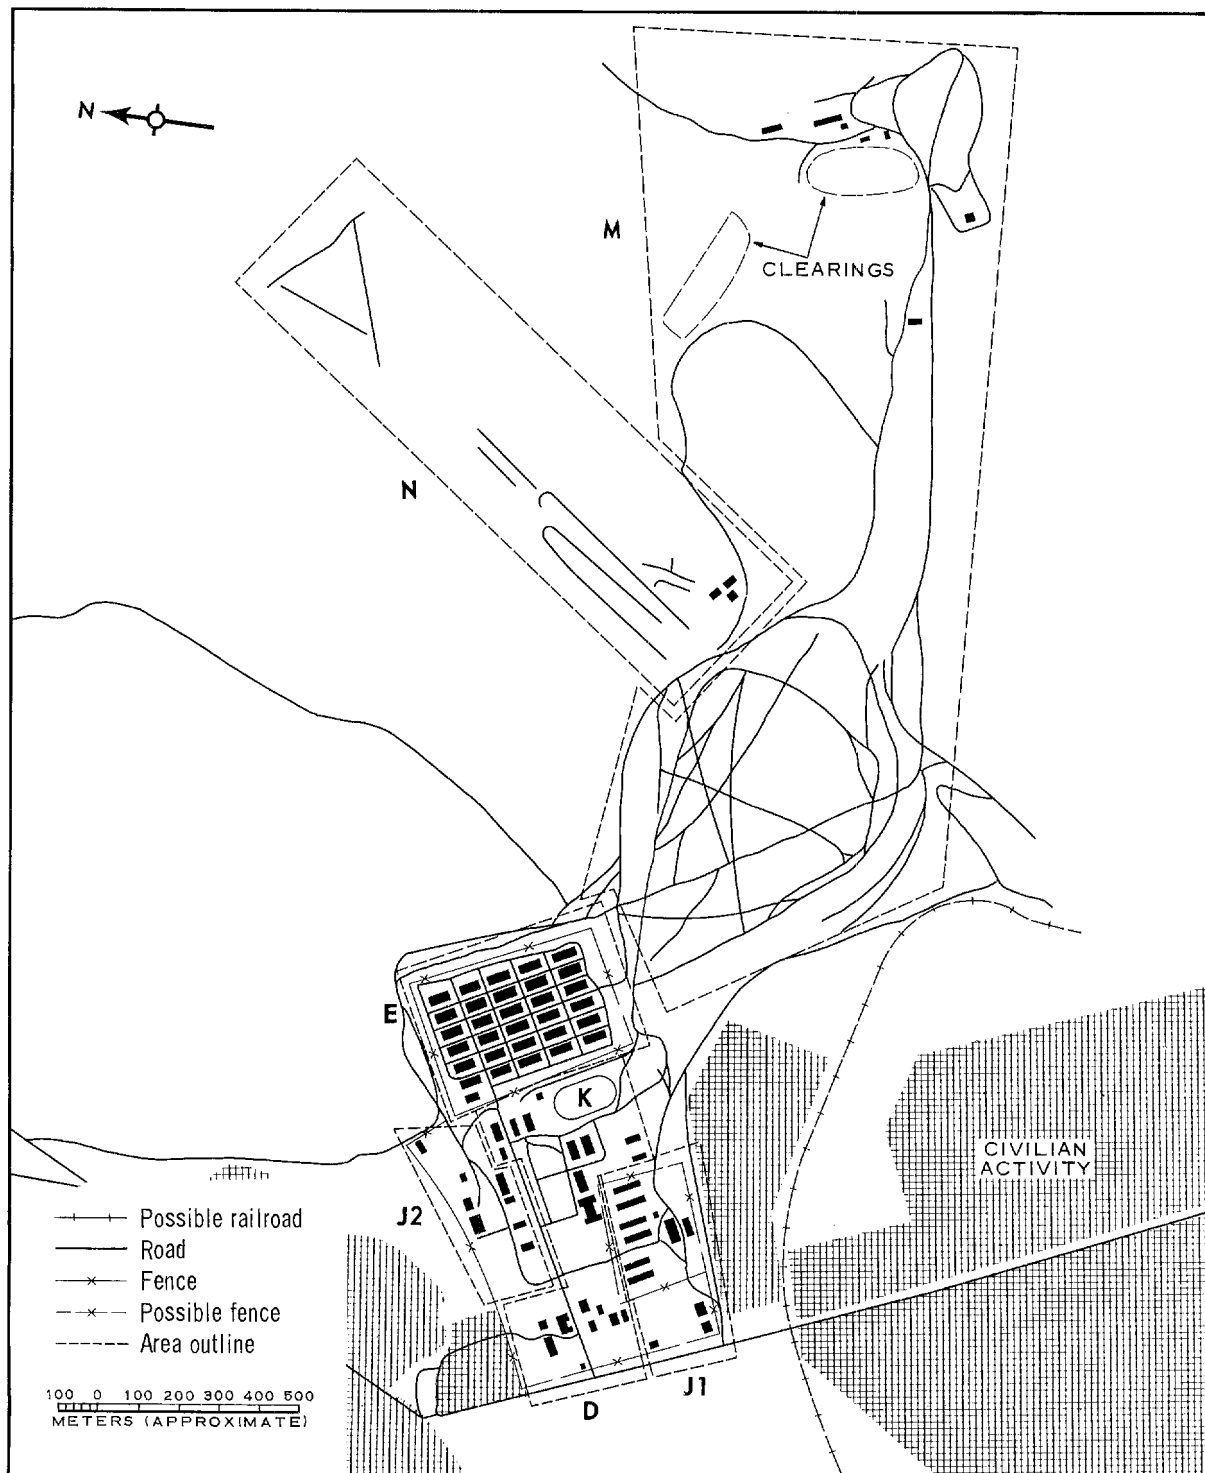 N
M
CLEARINGS
N
E
K
CIVILIAN
ACTIVITY
J2
Possible railroad
Road
Fence
Possible fence
Area outline
100 0 100 200 300 400 500
METERS (APPROXIMATE)
J1
D